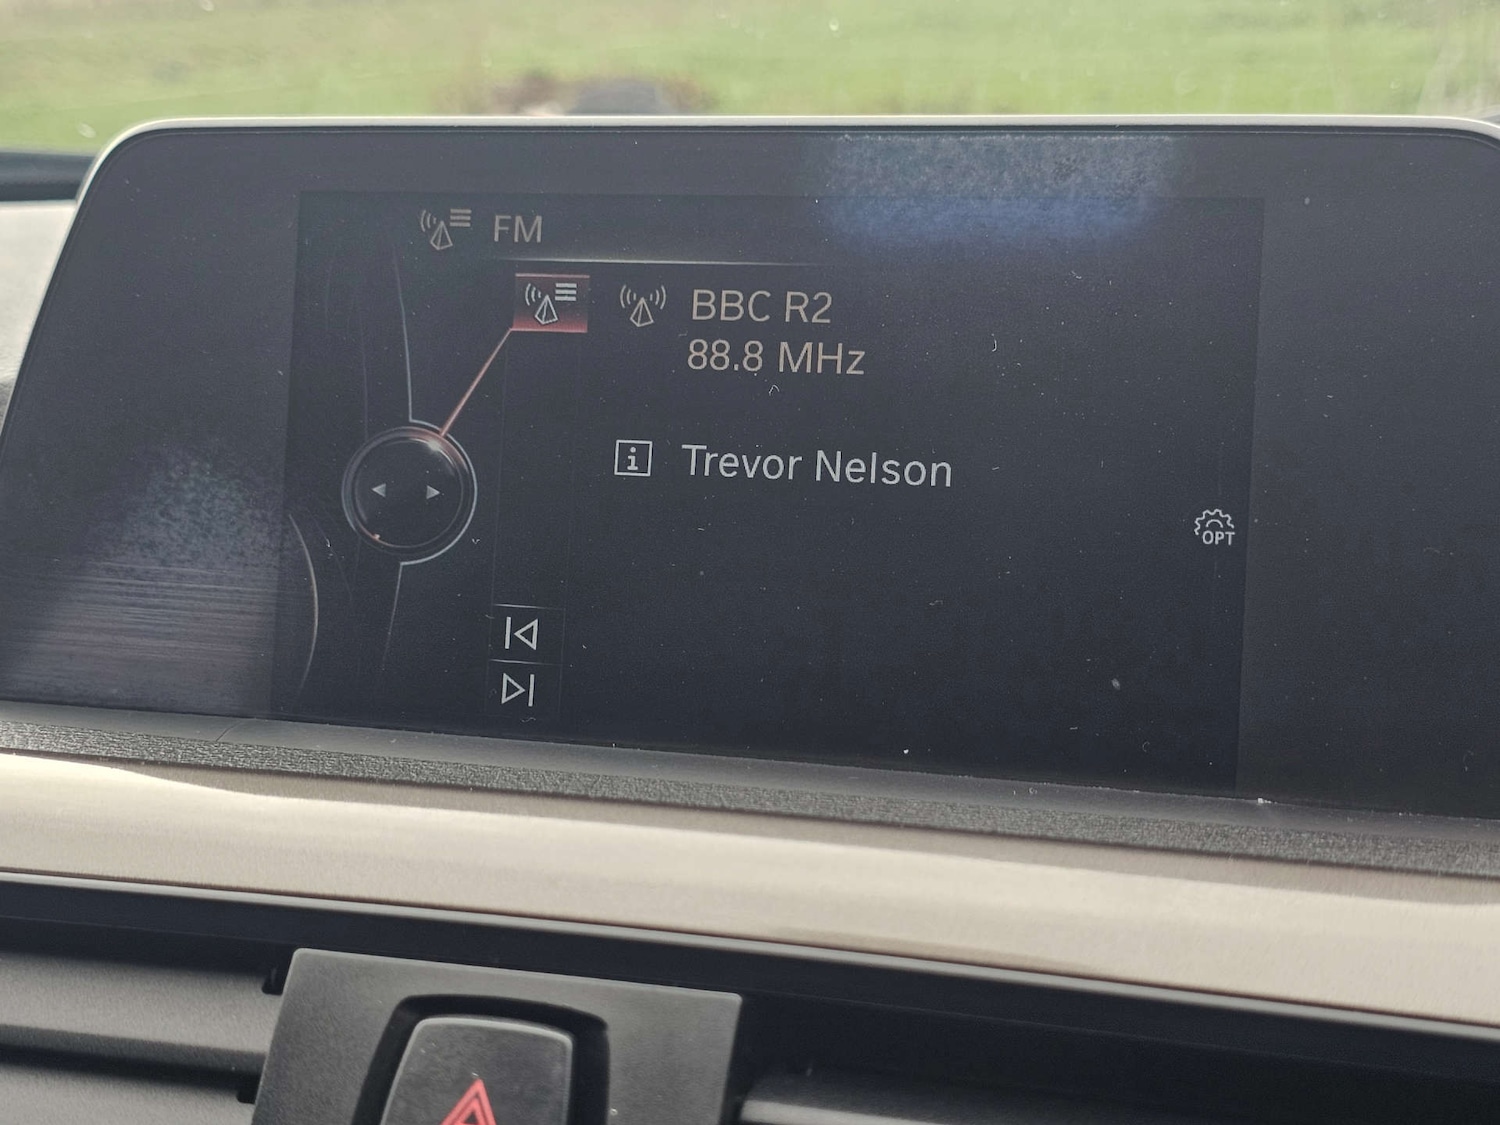 FM
BBC R2
88.8 MHz
i Trevor Nelson
OPT